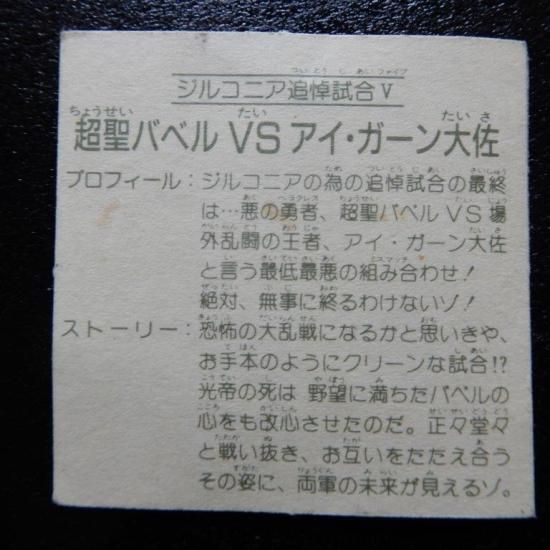 ジルコニア追悼試合V
超聖バベルVSアイ・ガーン大佐
プロフィール：ジルコニアの為の追悼試合の最終
は…悪の勇者、超聖バベルVS場
外乱闘の王者、アイ・ガーン大佐
と言う最低最悪の組み合わせ！
絶対、無事に終るわけないゾ！
ストーリー：恐怖の大乱戦になるかと思いきや、
お手本のようにクリーンな試合!?
光帝の死は野望に満ちたバベルの
心をも改心させたのだ。正々堂々
と戦い抜き、お互いをたたえ合う
その姿に、両軍の未来が見えるゾ。